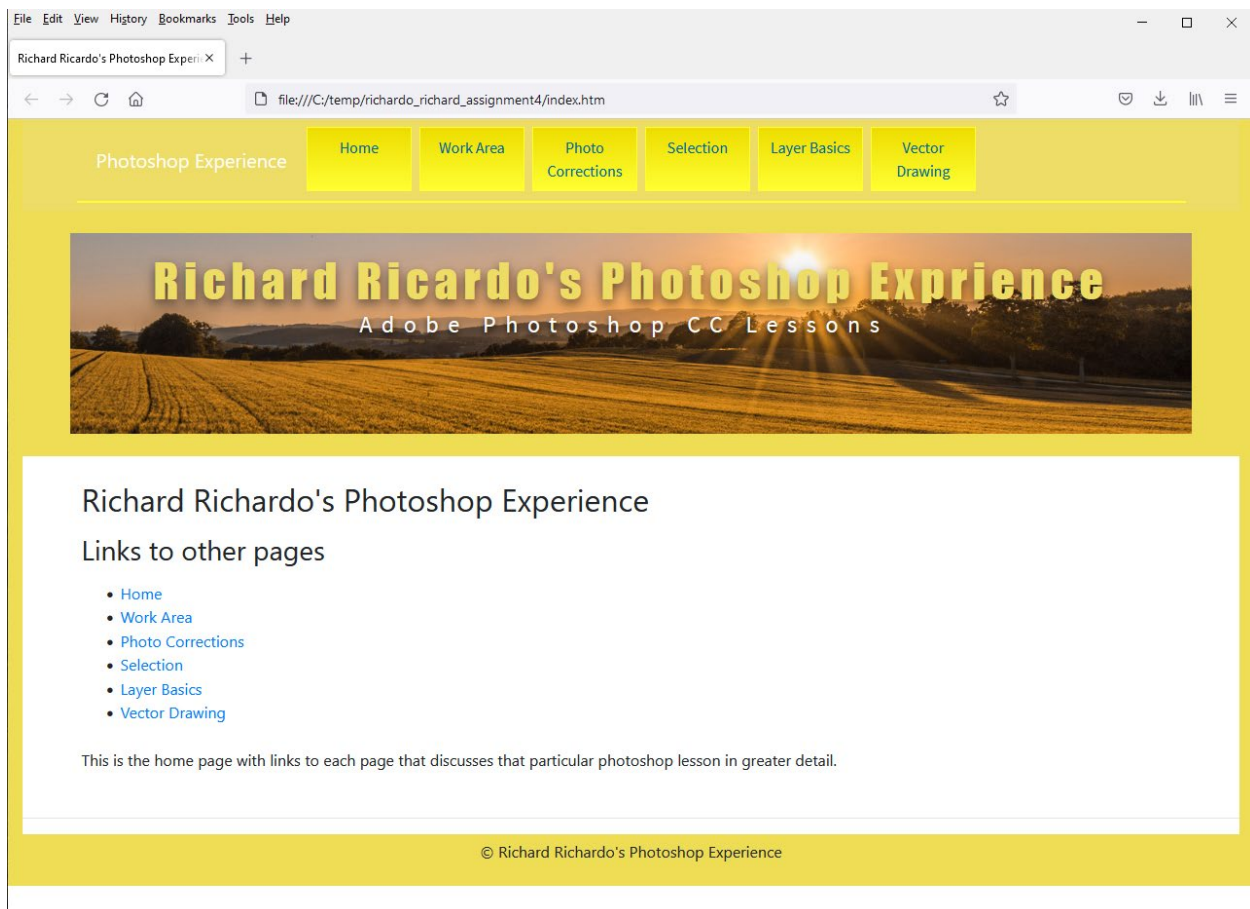 File Edit View History Bookmarks Tools Help
Richard Ricardo's Photoshop Experi
file:///C:/temp/richardo_richard_assignment4/index.htm
Photoshop Experience
Home
Work Area
Photo
Corrections
Selection
Layer Basics
Vector
Drawing
Richard Ricardo's Photoshop Exprience
Adobe Photoshop CC Lessons
Richard Richardo's Photoshop Experience
Links to other pages
• Home
• Work Area
• Photo Corrections
• Selection
• Layer Basics
• Vector Drawing
This is the home page with links to each page that discusses that particular photoshop lesson in greater detail.
© Richard Richardo's Photoshop Experience